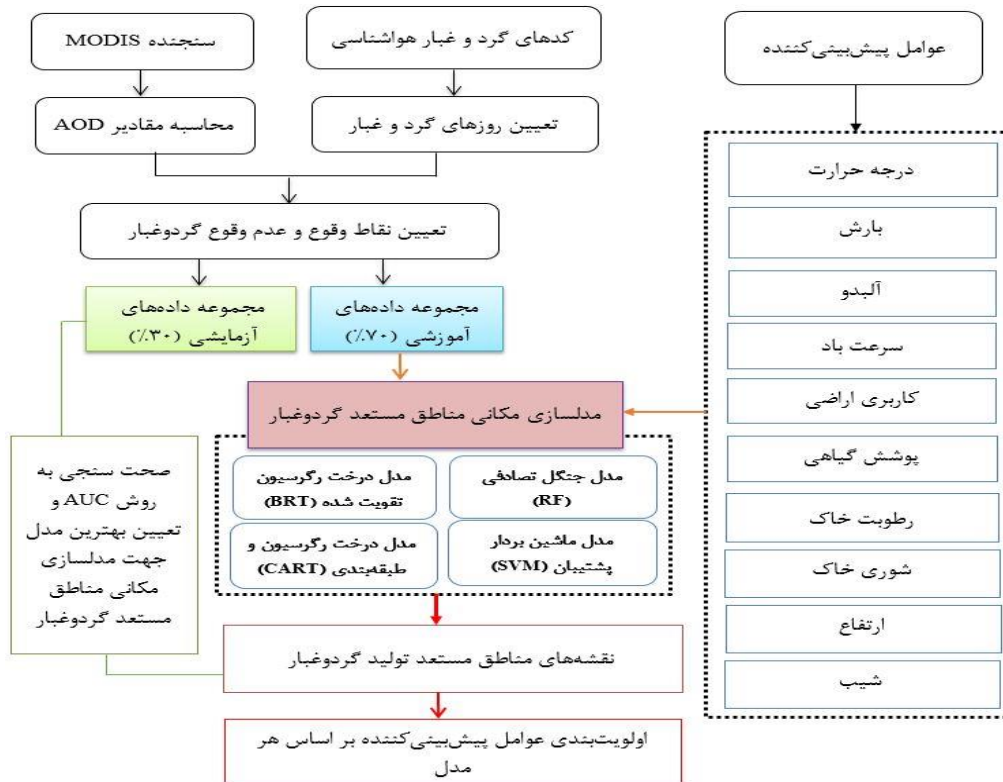 عوامل پیش‌بینی‌کننده
کدهای گرد و غبار هواشناسی
سنجنده MODIS
تعیین روزهای گرد و غبار
محاسبه مقادیر AOD
تعیین نقاط وقوع و عدم وقوع گردوغبار
مجموعه داده‌های
آموزشی (۷۰٪)
مجموعه داده‌های
آزمایشی (۳۰٪)
درجه حرارت
بارش
آلبدو
سرعت باد
کاربری اراضی
پوشش گیاهی
رطوبت خاک
شوری خاک
ارتفاع
شیب
مدلسازی مکانی مناطق مستعد گردوغبار
مدل جنگل تصادفی
(RF)
مدل درخت رگرسیون
تقویت شده (BRT)
مدل ماشین بردار
پشتیبان (SVM)
مدل درخت رگرسیون و
طبقه‌بندی (CART)
صحت سنجی به
روش AUC و
تعیین بهترین مدل
جهت مدلسازی
مکانی مناطق
مستعد گردوغبار
نقشه‌های مناطق مستعد تولید گردوغبار
اولویت‌بندی عوامل پیش‌بینی‌کننده بر اساس هر
مدل